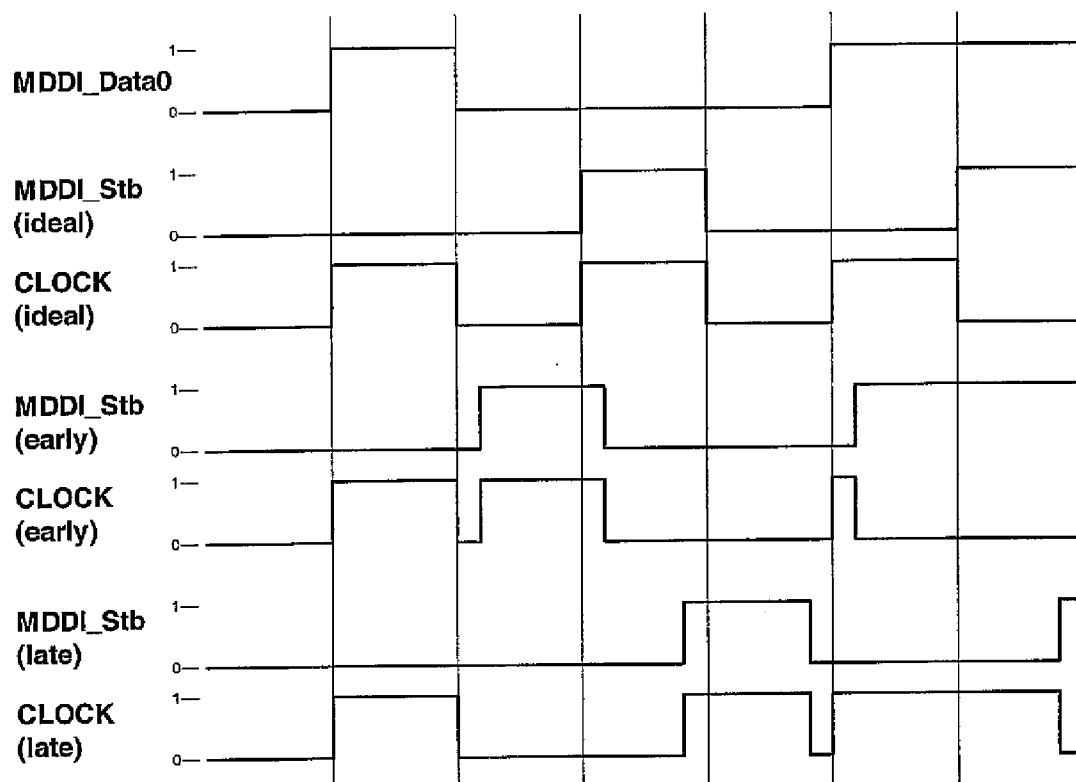 1—
MDDI_Data0
0—
1—
MDDI_Stb
(ideal)
0—
1—
CLOCK
(ideal)
0—
1—
MDDI_Stb
(early)
0—
1—
CLOCK
(early)
0—
1—
MDDI_Stb
(late)
0—
1—
CLOCK
(late)
0—